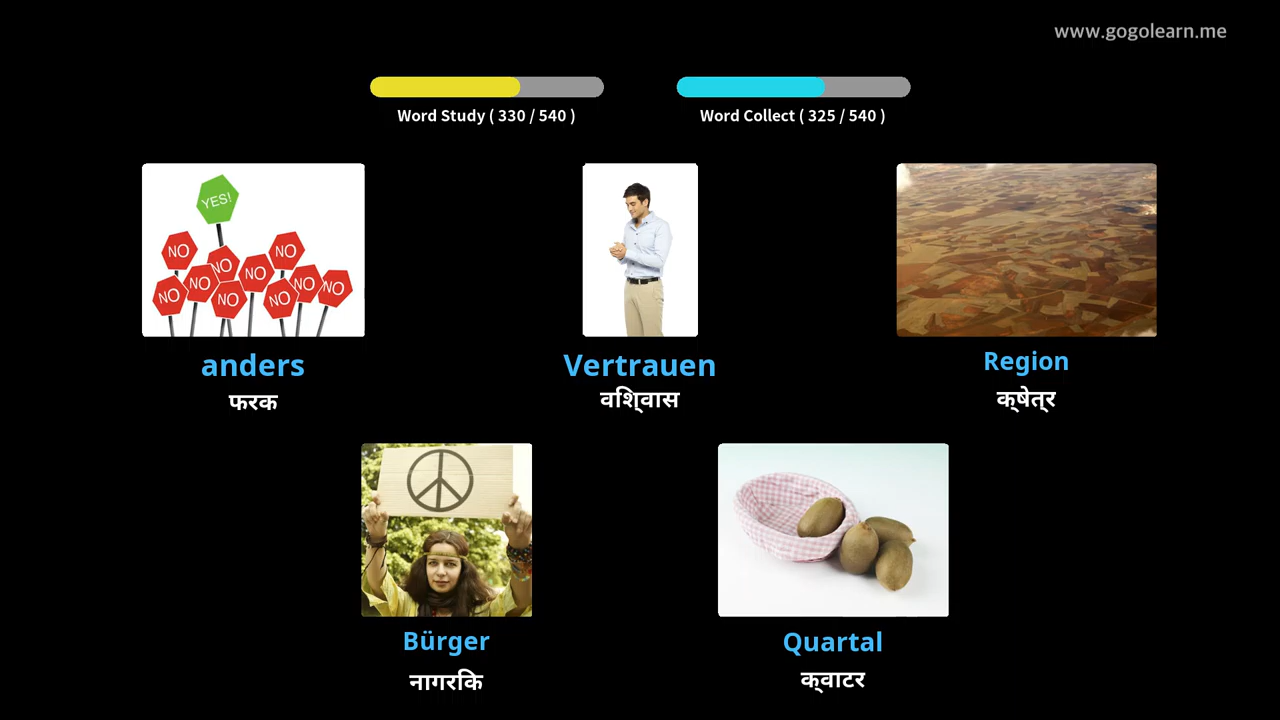 www.gogolearn.me
Word Study ( 330 / 540 )
Word Collect ( 325 / 540 )
YES!
NO
NO
NO
NO
NO
NO
NO
NO
NO
NO
anders
Vertrauen
Region
फरक
वशि्वास
क्षेत्र
Bürger
Quartal
नागरकि
क्वाटर